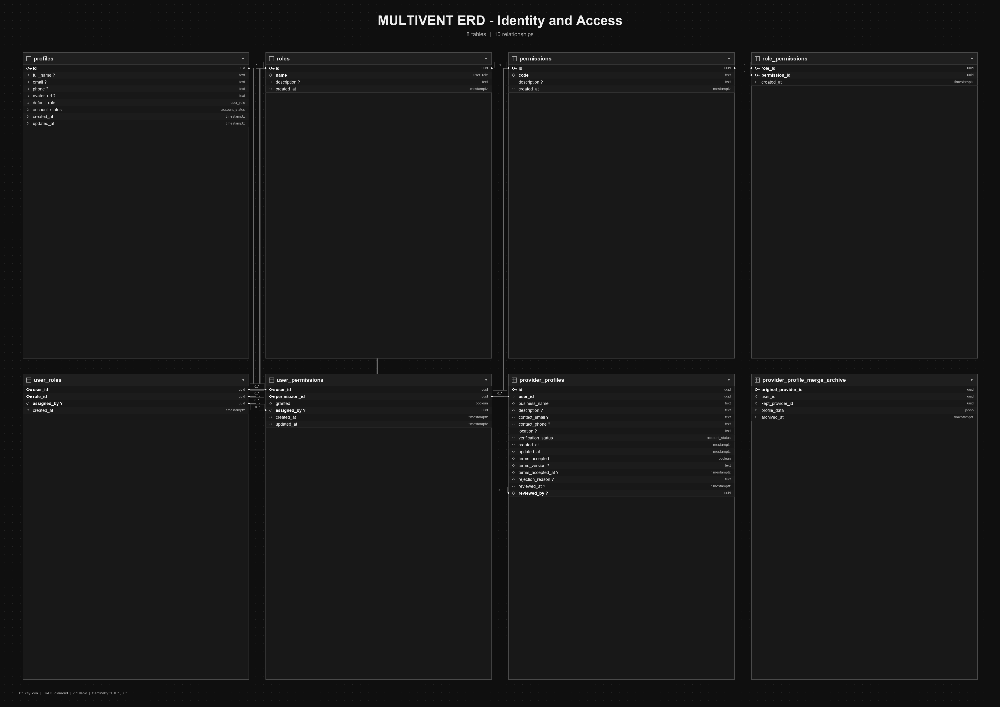 MULTIVENT ERD - Identity and Access
8 tables | 10 relationships
profiles
id uuid
full_name ? text
email ? text
phone ? text
avatar_url ? text
default_role user_role
account_status account_status
created_at timestamptz
updated_at timestamptz
1
roles
id uuid
name user_role
description ? text
created_at timestamptz
1
permissions
id uuid
code text
description ? text
created_at timestamptz
0..*
0..*
role_permissions
role_id uuid
permission_id uuid
created_at timestamptz
user_roles
user_id uuid
role_id uuid
assigned_by ? uuid
created_at timestamptz
0..*
0..*
0..*
0..*
user_permissions
user_id uuid
permission_id uuid
granted boolean
assigned_by ? uuid
created_at timestamptz
updated_at timestamptz
0..*
0..*
provider_profiles
id uuid
user_id uuid
business_name text
description ? text
contact_email ? text
contact_phone ? text
location ? text
verification_status account_status
created_at timestamptz
updated_at timestamptz
terms_accepted boolean
terms_version ? text
terms_accepted_at ? timestamptz
rejection_reason ? text
reviewed_at ? timestamptz
reviewed_by ? uuid
provider_profile_merge_archive
original_provider_id uuid
user_id uuid
kept_provider_id uuid
profile_data jsonb
archived_at timestamptz
PK key icon | FK/UQ diamond | ? nullable | Cardinality: 1, 0..1, 0..*